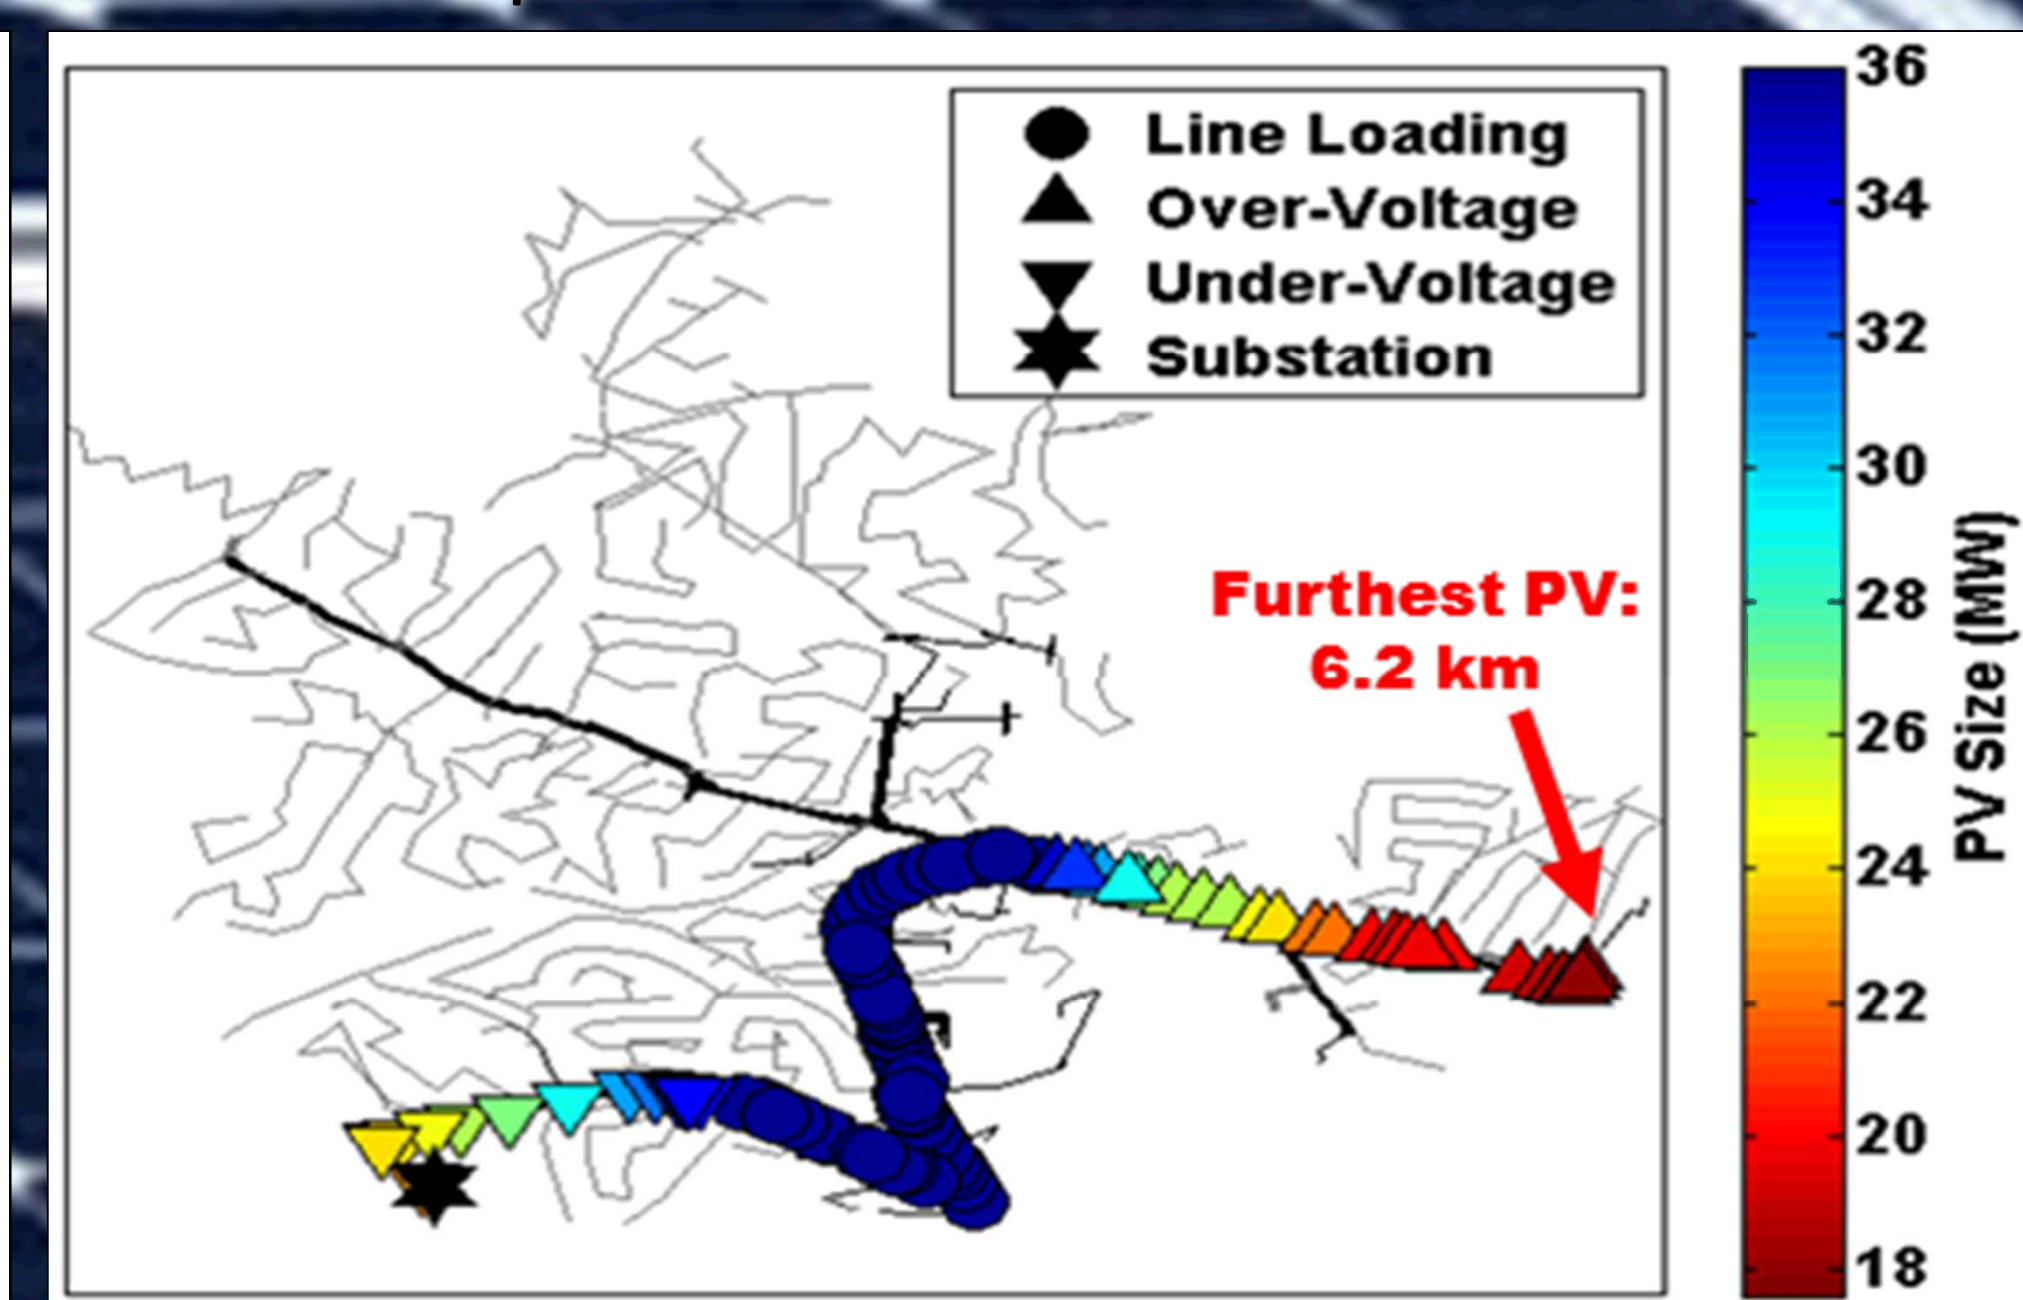 Line Loading
Over-Voltage
Under-Voltage
Substation
Furthest PV:
6.2 km
36
34
32
30
28
26
24
22
20
18
PV Size (MW)